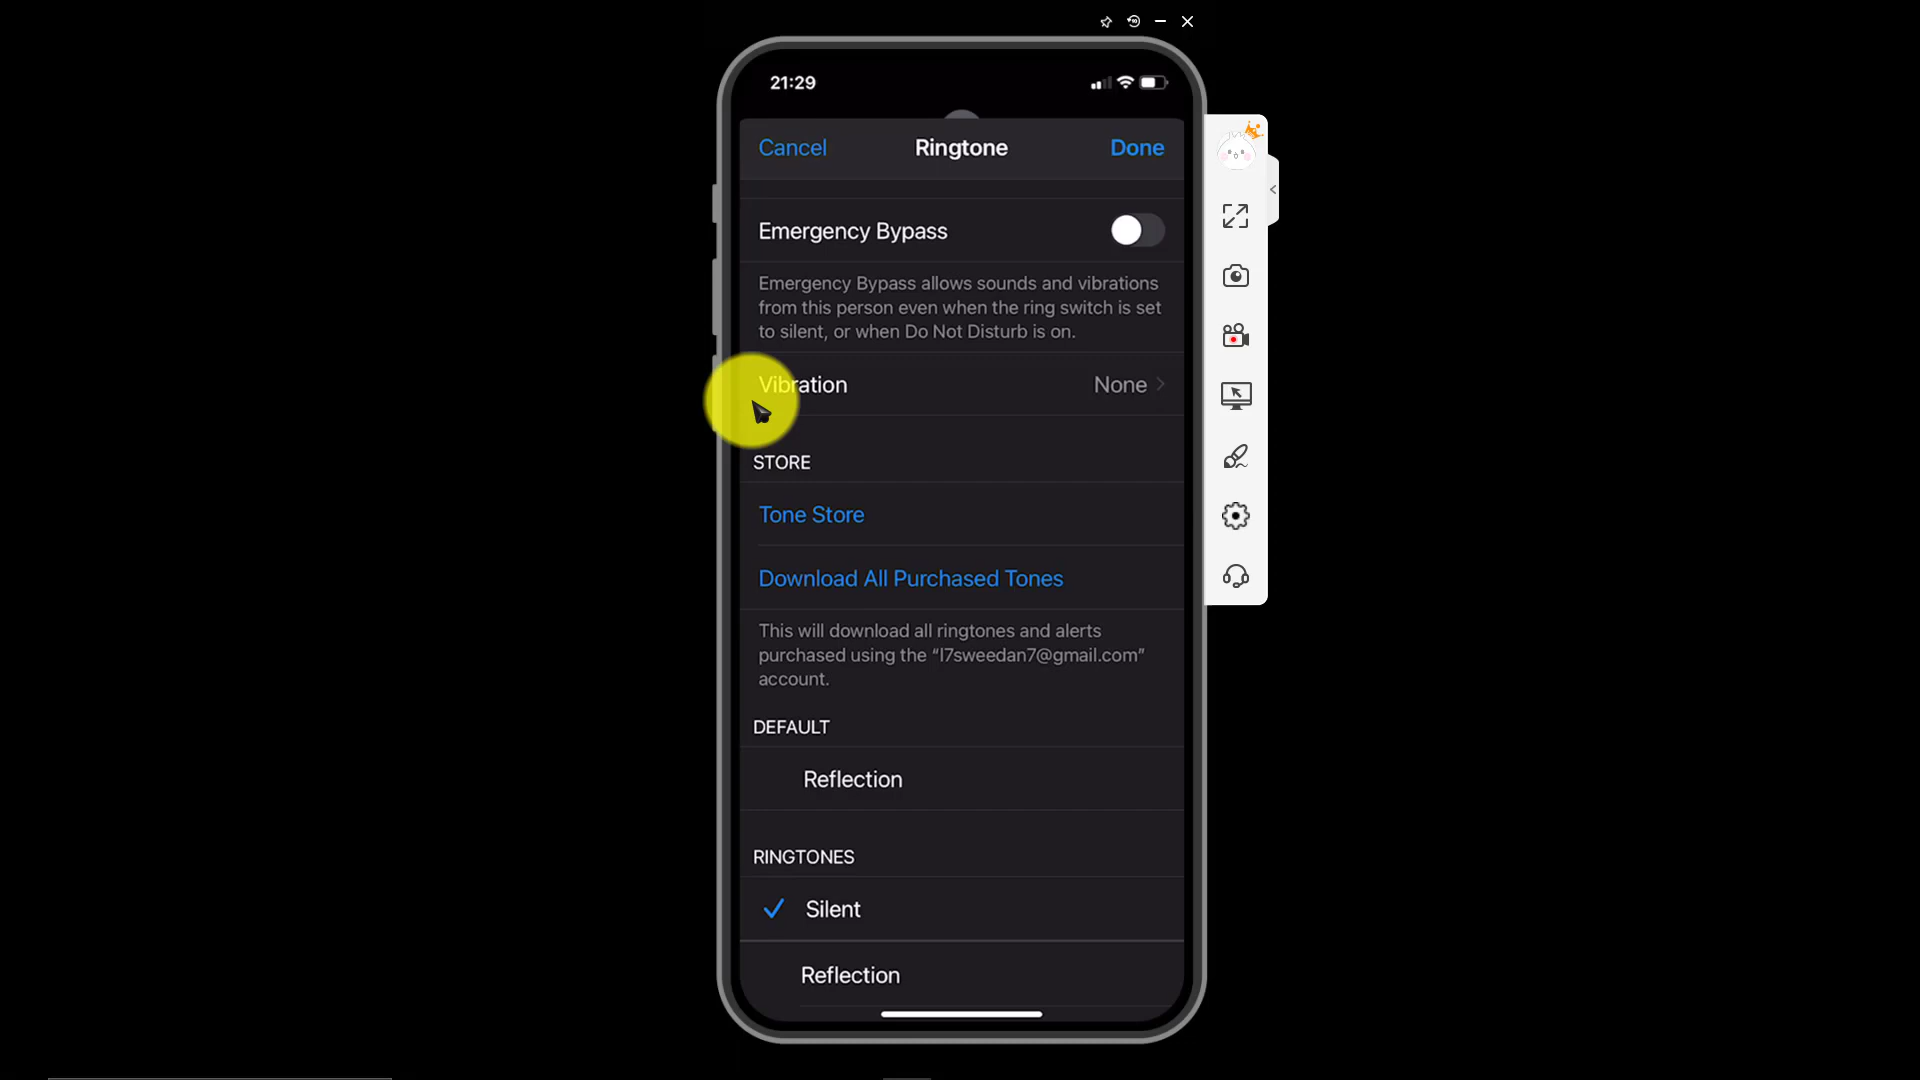 21:29
Cancel
Ringtone
Done
Emergency Bypass
Emergency Bypass allows sounds and vibrations
from this person even when the ring switch is set
to silent, or when Do Not Disturb is on.
Vibration
None
STORE
Tone Store
Download All Purchased Tones
This will download all ringtones and alerts
purchased using the “l7sweedan7@gmail.com”
account.
DEFAULT
Reflection
RINGTONES
Silent
Reflection